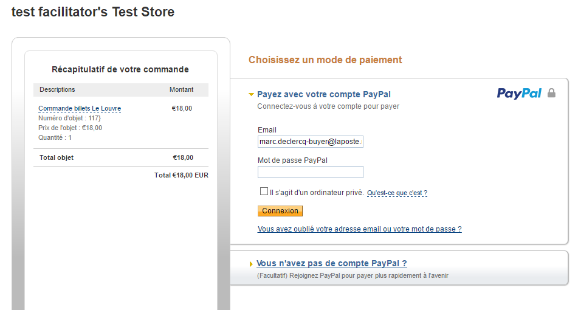 test facilitator's Test Store
Choisissez un mode de paiement
Récapitulatif de votre commande
Descriptions Montant
Commande billets Le Louvre €18,00
Numéro d'objet : 117}
Prix de l'objet : €18,00
Quantité : 1
Total objet €18,00
Total €18,00 EUR
Payez avec votre compte PayPal
Connectez-vous à votre compte pour payer
PayPal
Email
marc.declercq-buyer@laposte.
Mot de passe PayPal
Il s'agit d'un ordinateur privé. Qu'est-ce que c'est ?
Connexion
Vous avez oublié votre adresse email ou votre mot de passe ?
Vous n'avez pas de compte PayPal ?
(Facultatif) Rejoignez PayPal pour payer plus rapidement à l'avenir